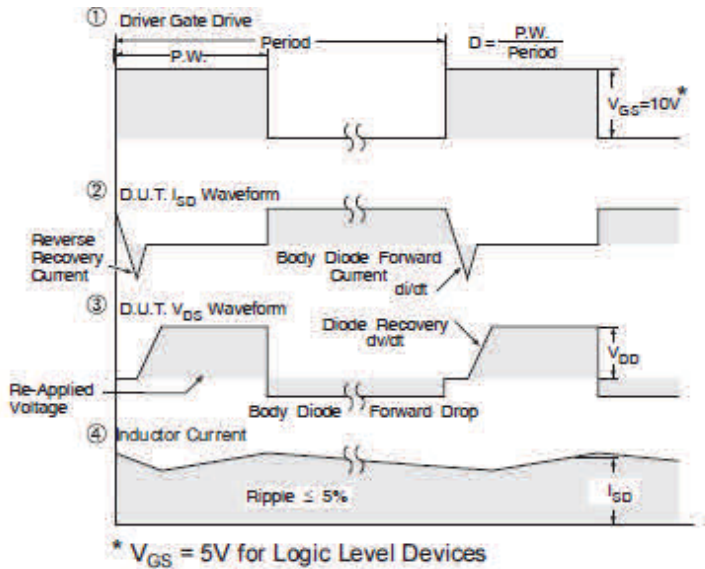 ① Driver Gate Drive
Period
P.W.
D = P.W.
Period
VGS=10V*
② D.U.T. ISD Waveform
Reverse
Recovery
Current
Body Diode Forward
Current
di/dt
③ D.U.T. VDS Waveform
Diode Recovery
dv/dt
VDD
Re-Applied
Voltage
Body Diode Forward Drop
④ Inductor Current
Ripple ≤ 5%
ISD
* VGS = 5V for Logic Level Devices